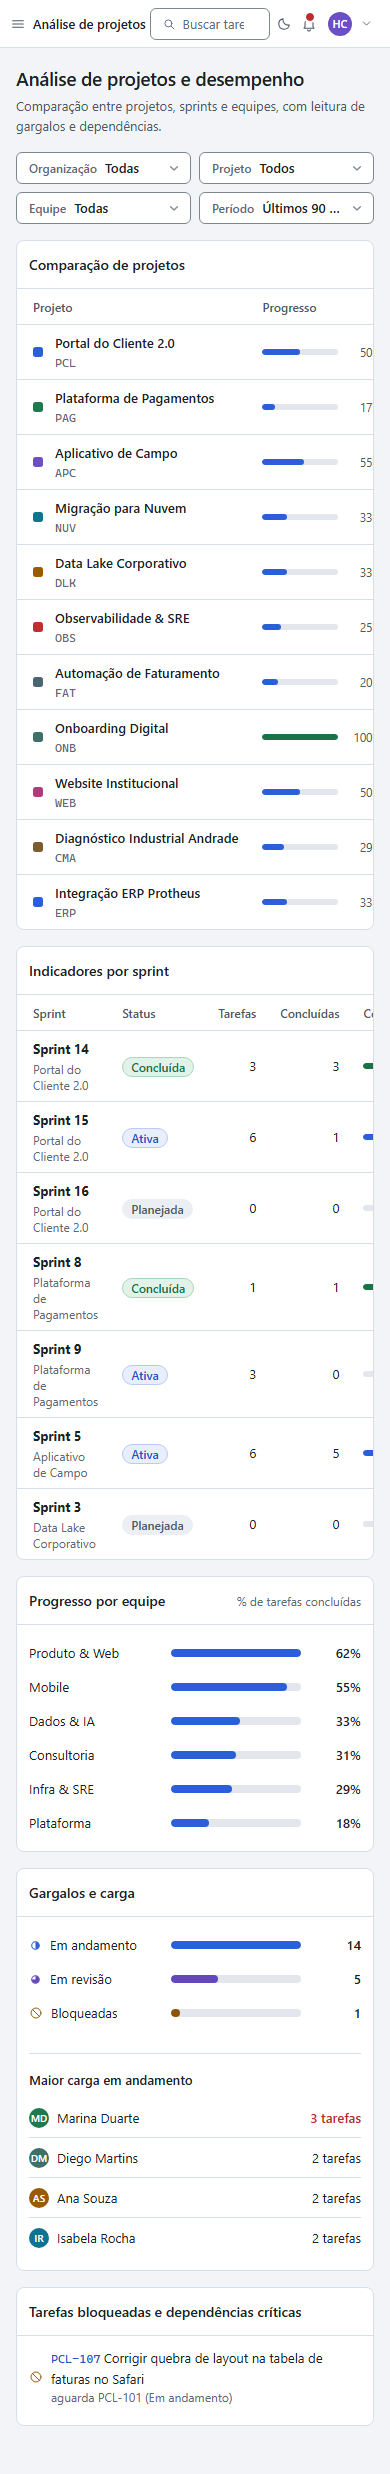 Análise de projetos
Buscar tare
HC
Análise de projetos e desempenho
Comparação entre projetos, sprints e equipes, com leitura de
gargalos e dependências.
Organização Todas
Projeto Todos
Equipe Todas
Período Últimos 90 ...
Comparação de projetos
Projeto Progresso
Portal do Cliente 2.0
PCL
50
Plataforma de Pagamentos
PAG
17
Aplicativo de Campo
APC
55
Migração para Nuvem
NUV
33
Data Lake Corporativo
DLK
33
Observabilidade & SRE
OBS
25
Automação de Faturamento
FAT
20
Onboarding Digital
ONB
100
Website Institucional
WEB
50
Diagnóstico Industrial Andrade
CMA
29
Integração ERP Protheus
ERP
33
Indicadores por sprint
Sprint Status Tarefas Concluídas
Sprint 14
Portal do
Cliente 2.0
Concluída 3 3
Sprint 15
Portal do
Cliente 2.0
Ativa 6 1
Sprint 16
Portal do
Cliente 2.0
Planejada 0 0
Sprint 8
Plataforma
de
Pagamentos
Concluída 1 1
Sprint 9
Plataforma
de
Pagamentos
Ativa 3 0
Sprint 5
Aplicativo
de Campo
Ativa 6 5
Sprint 3
Data Lake
Corporativo
Planejada 0 0
Progresso por equipe % de tarefas concluídas
Produto & Web 62%
Mobile 55%
Dados & IA 33%
Consultoria 31%
Infra & SRE 29%
Plataforma 18%
Gargalos e carga
Em andamento 14
Em revisão 5
Bloqueadas 1
Maior carga em andamento
MD Marina Duarte 3 tarefas
DM Diego Martins 2 tarefas
AS Ana Souza 2 tarefas
IR Isabela Rocha 2 tarefas
Tarefas bloqueadas e dependências críticas
PCL-107 Corrigir quebra de layout na tabela de
faturas no Safari
aguarda PCL-101 (Em andamento)